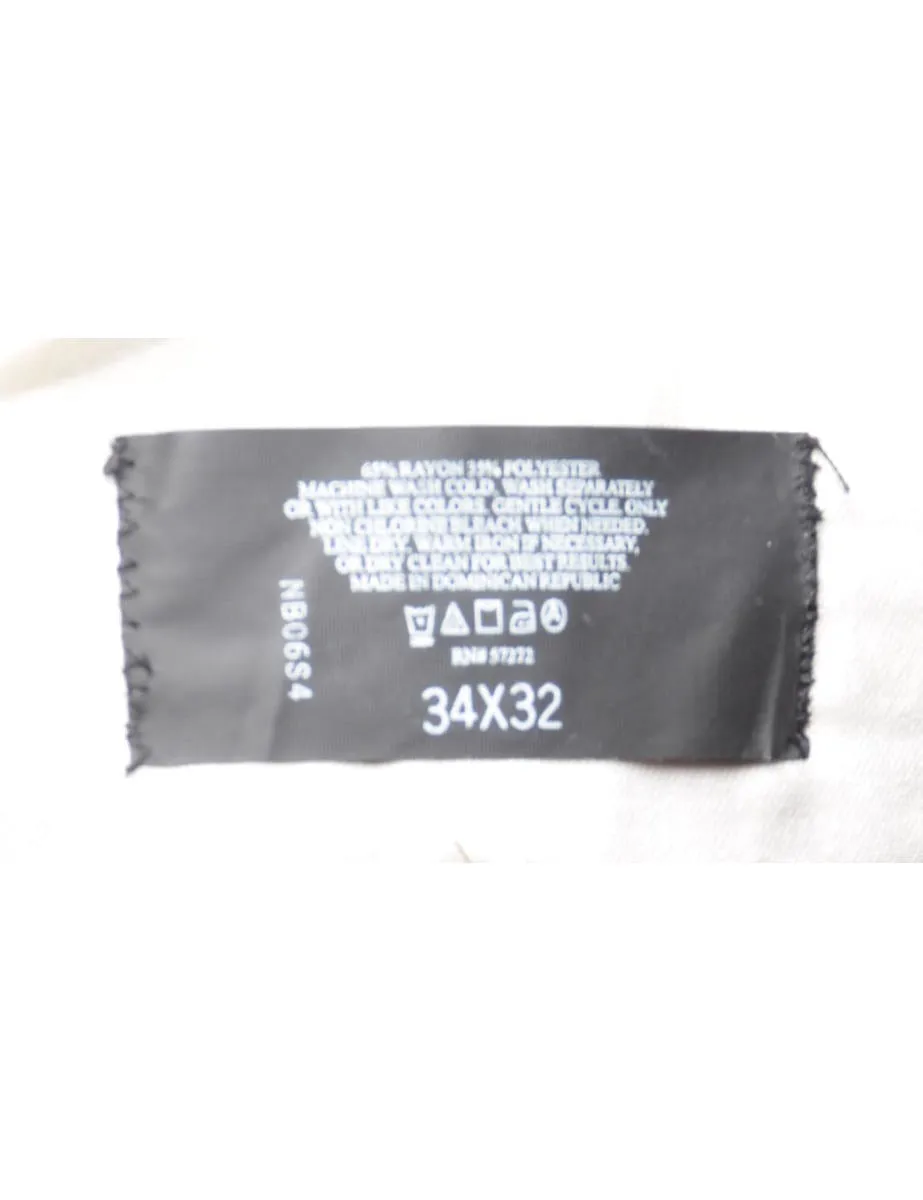 65% RAYON 35% POLYESTER
MACHINE WASH COLD, WASH SEPARATELY
OR WITH LIKE COLORS, GENTLE CYCLE, ONLY
NON CHLORINE BLEACH WHEN NEEDED,
LINE DRY, WARM IRON IF NECESSARY,
OR DRY CLEAN FOR BEST RESULTS.
MADE IN DOMINICAN REPUBLIC
RN# 57272
34X32
NB06S4